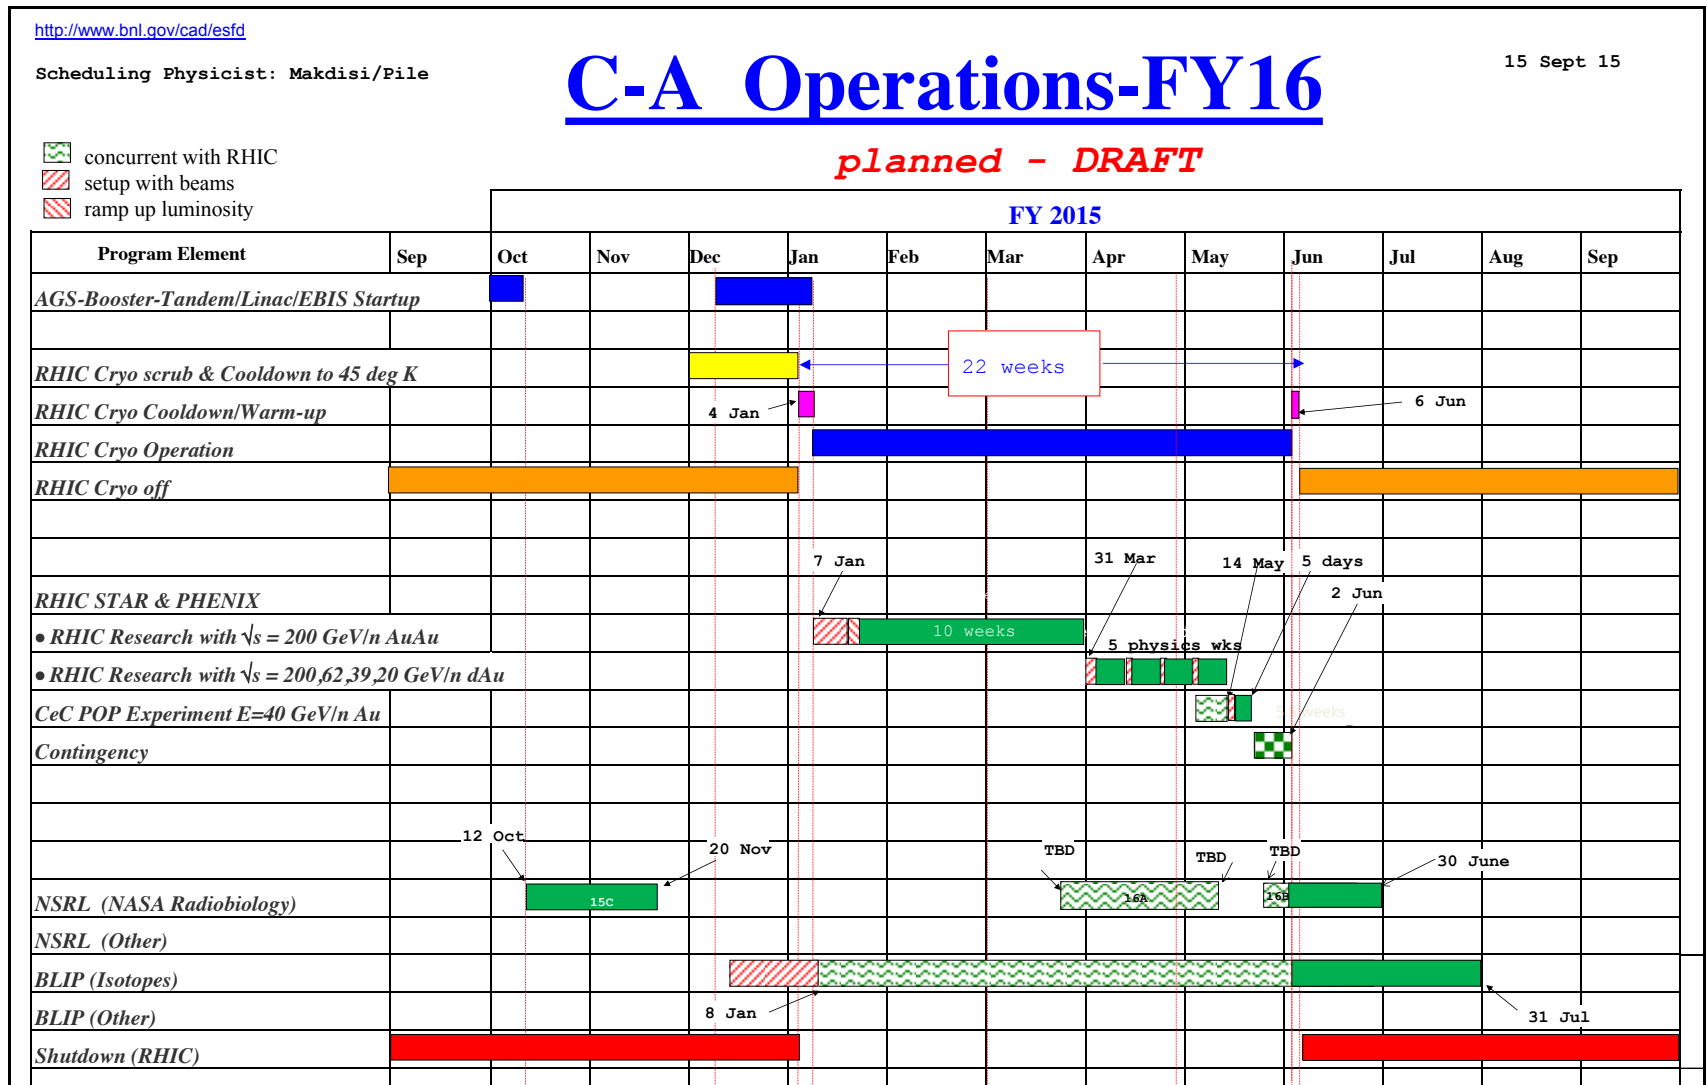 http://www.bnl.gov/cad/esfd
Scheduling Physicist: Makdisi/Pile
C-A Operations-FY16
15 Sept 15
planned - DRAFT
concurrent with RHIC
setup with beams
ramp up luminosity
FY 2015
Program Element Sep Oct Nov Dec Jan Feb Mar Apr May Jun Jul Aug Sep
AGS-Booster-Tandem/Linac/EBIS Startup
22 weeks
RHIC Cryo scrub & Cooldown to 45 deg K
RHIC Cryo Cooldown/Warm-up
4 Jan
6 Jun
RHIC Cryo Operation
RHIC Cryo off
7 Jan
31 Mar
14 May
5 days
2 Jun
RHIC STAR & PHENIX
• RHIC Research with √s = 200 GeV/n AuAu
10 weeks
5 physics wks
• RHIC Research with √s = 200,62,39,20 GeV/n dAu
CeC POP Experiment E=40 GeV/n Au
weeks
Contingency
12 Oct
20 Nov
TBD
TBD
TBD
30 June
NSRL (NASA Radiobiology)
15C
16A
16B
NSRL (Other)
BLIP (Isotopes)
8 Jan
31 Jul
BLIP (Other)
Shutdown (RHIC)